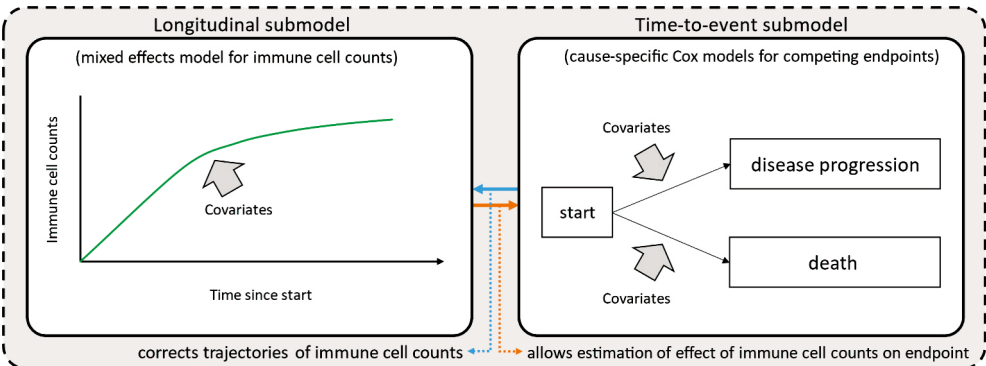 Longitudinal submodel
(mixed effects model for immune cell counts)
Immune cell counts
Covariates
Time since start
corrects trajectories of immune cell counts
Time-to-event submodel
(cause-specific Cox models for competing endpoints)
Covariates
disease progression
start
death
Covariates
allows estimation of effect of immune cell counts on endpoint